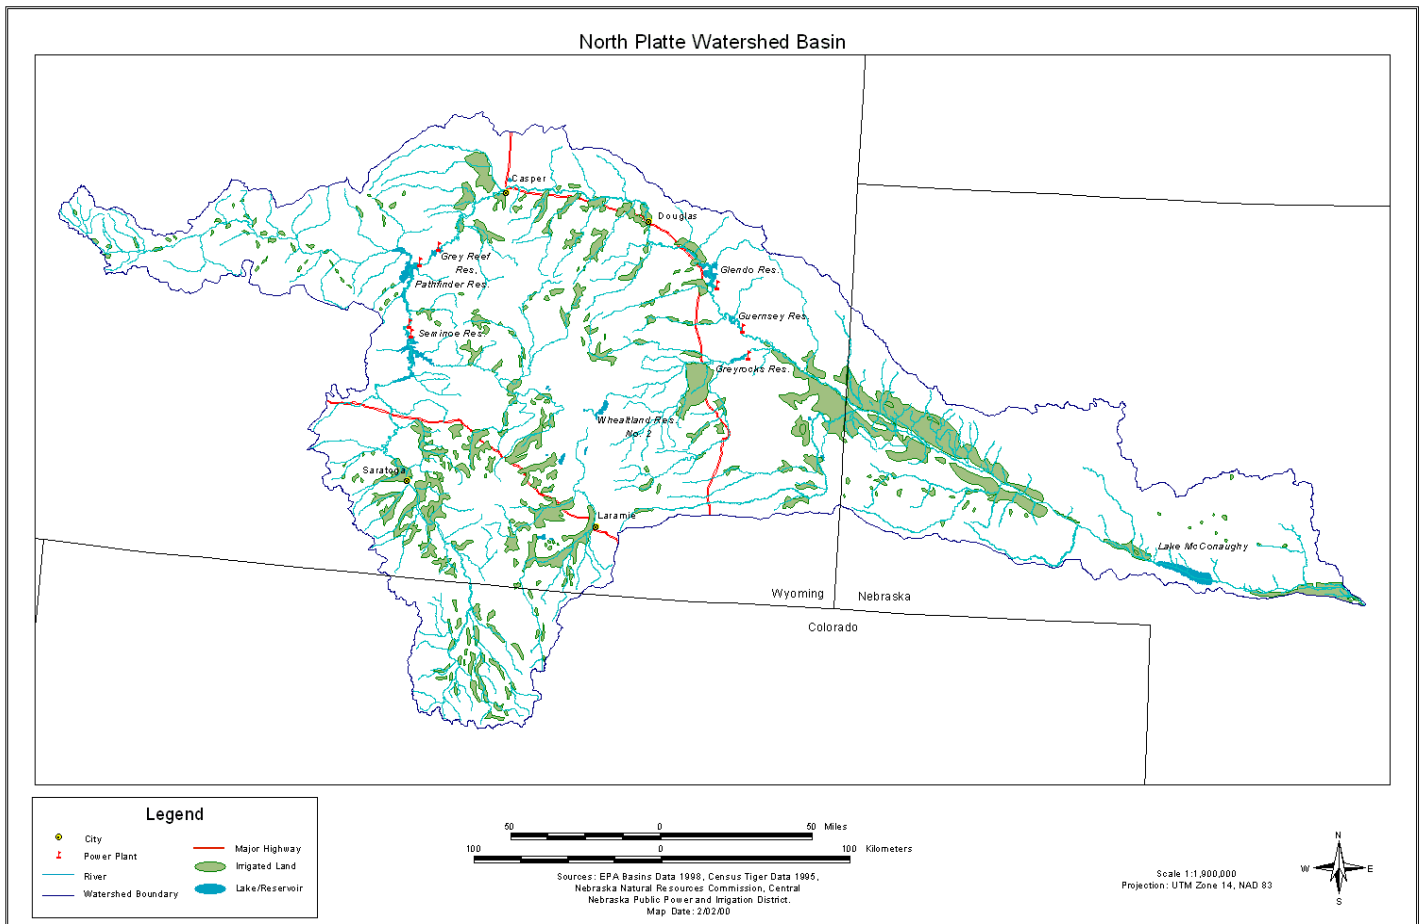 North Platte Watershed Basin
Casper
Douglas
Grey Reef
Res.
Glendo Res.
Pathfinder Res.
Guernsey Res.
Seminoe Res.
Greyrocks Res.
Wheatland Res.
No. 2
Saratoga
Laramie
Lake McConaughy
Wyoming
Nebraska
Colorado
Legend
City
Power Plant
River
Watershed Boundary
Major Highway
Irrigated Land
Lake/Reservoir
50 0 50 Miles
100 0 100 Kilometers
Sources: EPA Basins Data 1998, Census Tiger Data 1995,
Nebraska Natural Resources Commission, Central
Nebraska Public Power and Irrigation District.
Map Date: 2/02/00
Scale 1:1,900,000
Projection: UTM Zone 14, NAD 83
N
W E
S